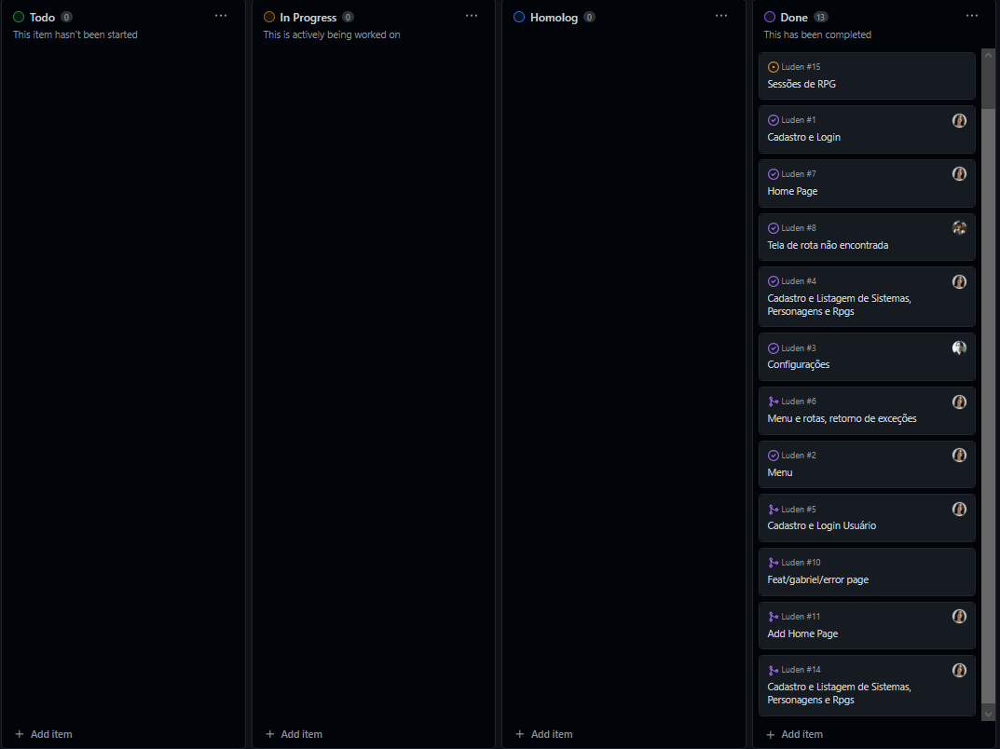 Todo 0
This item hasn't been started
Add item
In Progress 0
This is actively being worked on
Add item
Homolog 0
Add item
Done 13
This has been completed
Luden #15
Sessões de RPG
Luden #1
Cadastro e Login
Luden #7
Home Page
Luden #8
Tela de rota não encontrada
Luden #4
Cadastro e Listagem de Sistemas,
Personagens e Rpgs
Luden #3
Configurações
Luden #6
Menu e rotas, retorno de exceções
Luden #2
Menu
Luden #5
Cadastro e Login Usuário
Luden #10
Feat/gabriel/error page
Luden #11
Add Home Page
Luden #14
Cadastro e Listagem de Sistemas,
Personagens e Rpgs
Add item